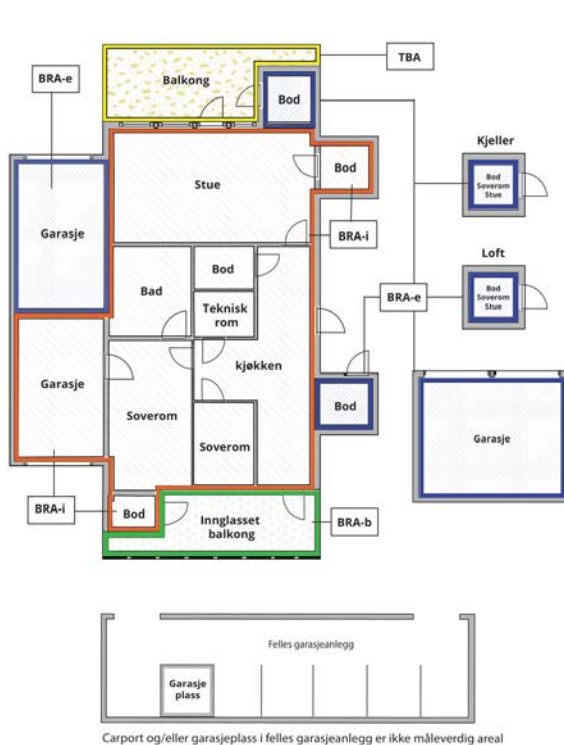 TBA
BRA-e
Balkong
Bod
Kjeller
Bod
Soverom
Stue
Stue
Bod
BRA-i
Garasje
Loft
Bod
Soverom
Stue
Bad
Bod
BRA-e
Teknisk
rom
Garasje
kjøkken
Soverom
Bod
Garasje
Soverom
BRA-i
Bod
Innglasset
balkong
BRA-b
Felles garasjeanlegg
Garasje
plass
Carport og/eller garasjeplass i felles garasjeanlegg er ikke måleverdig areal